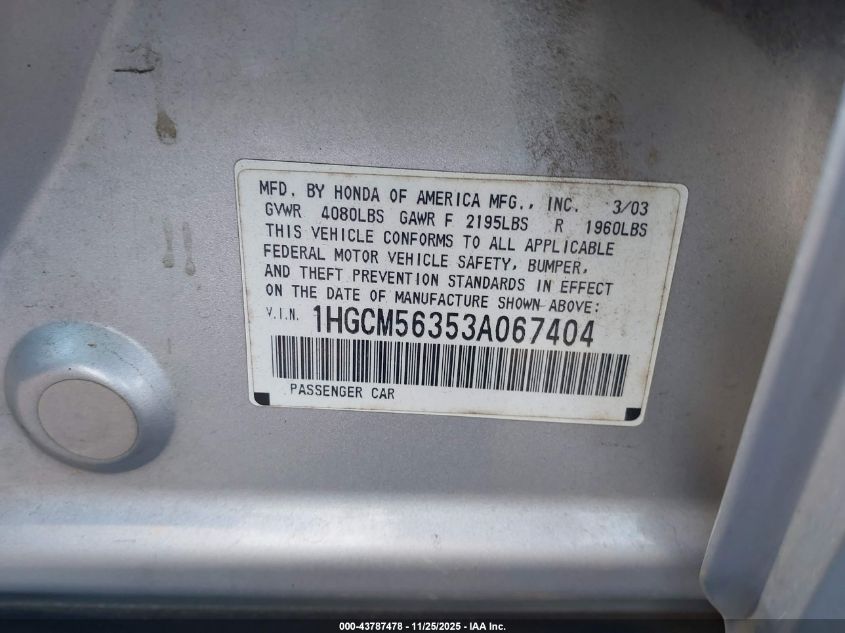 MFD. BY HONDA OF AMERICA MFG., INC. 3/03
GVWR 4080LBS GAWR F 2195LBS R 1960LBS
THIS VEHICLE CONFORMS TO ALL APPLICABLE
FEDERAL MOTOR VEHICLE SAFETY, BUMPER,
AND THEFT PREVENTION STANDARDS IN EFFECT
ON THE DATE OF MANUFACTURE SHOWN ABOVE:
V.I.N. 1HGCM56353A067404
PASSENGER CAR
000-43787478 - 11/25/2025 - IAA Inc.